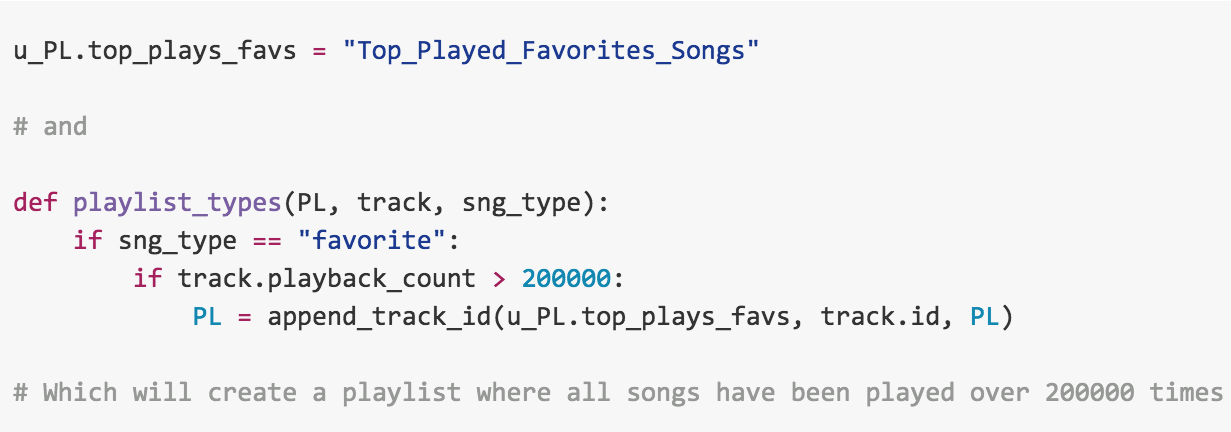 u_PL.top_plays_favs = "Top_Played_Favorites_Songs"
# and
def playlist_types(PL, track, sng_type):
    if sng_type == "favorite":
        if track.playback_count > 200000:
            PL = append_track_id(u_PL.top_plays_favs, track.id, PL)
# Which will create a playlist where all songs have been played over 200000 times